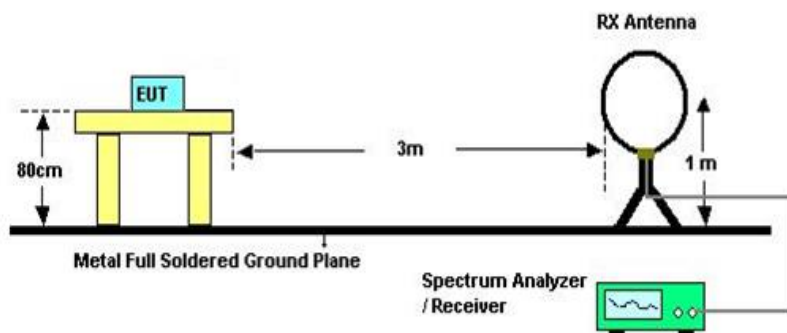 RX Antenna
EUT
80cm
3m
1 m
Metal Full Soldered Ground Plane
Spectrum Analyzer
/ Receiver